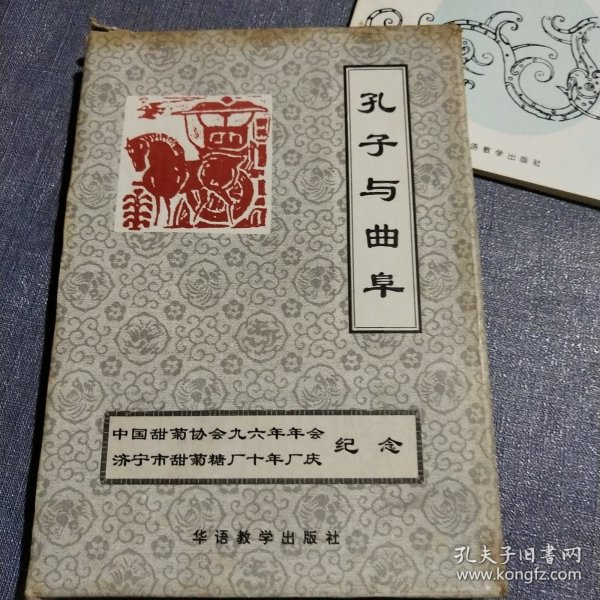 孔子与曲阜
中国甜菊协会九六年年会
济宁市甜菊糖厂十年厂庆
纪念
华语教学出版社
语教学出版社
孔夫子旧書网
www.kongfz.com